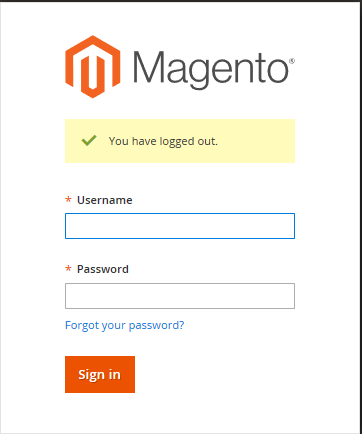 Magento®
You have logged out.
* Username
* Password
Forgot your password?
Sign in